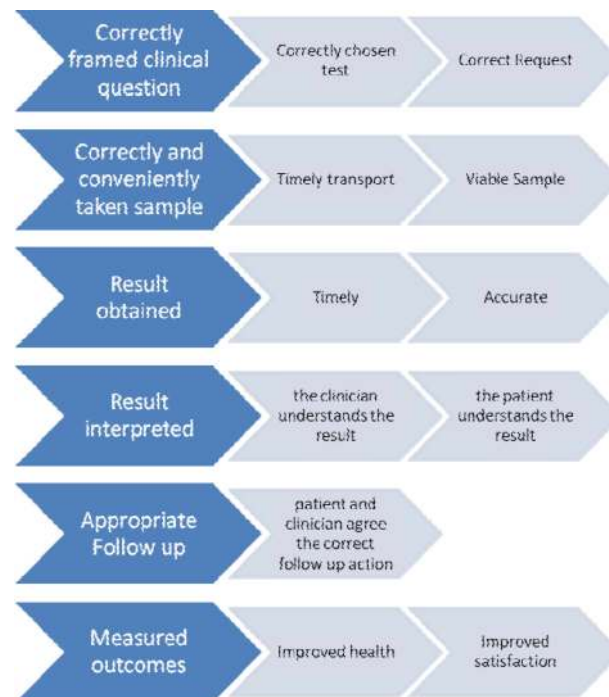 Correctly
framed clinical
question
Correctly chosen
test
Correct Request
Correctly and
conveniently
taken sample
Timely transport
Viable Sample
Result
obtained
Timely
Accurate
Result
interpreted
the clinician
understands the
result
the patient
understands the
result
Appropriate
Follow up
patient and
clinician agree
the correct
follow up action
Measured
outcomes
Improved health
Improved
satisfaction